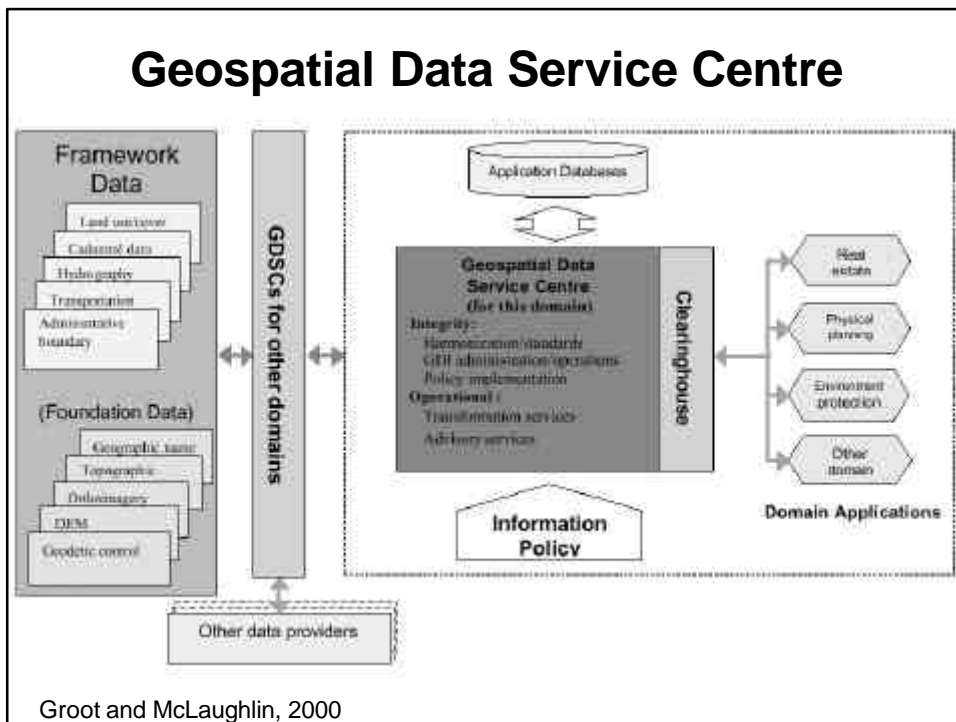 Geospatial Data Service Centre
Framework
Data
Land use/cover
Cadastral data
Hydrography
Transportation
Administrative
boundary
(Foundation Data)
Geographic name
Topographic
Orthoimagery
DEM
Geodetic control
GDSCs for other domains
Other data providers
Application Databases
Geospatial Data
Service Centre
(for this domain)
Integrity:
Harmonization/standards
GDI administration/operations
Policy implementation
Operational :
Transformation services
Advisory services
Clearinghouse
Information
Policy
Real
estate
Physical
planning
Environment
protection
Other
domain
Domain Applications
Groot and McLaughlin, 2000